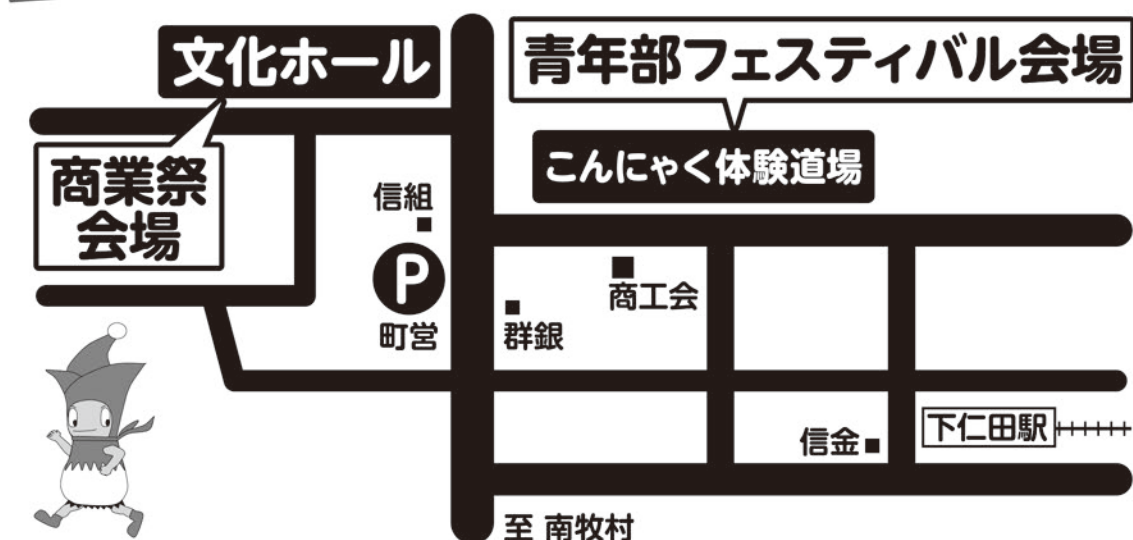 文化ホール
青年部フェスティバル会場
商業祭
会場
こんにゃく体験道場
信組
P
町営
商工会
群銀
信金
下仁田駅
至 南牧村